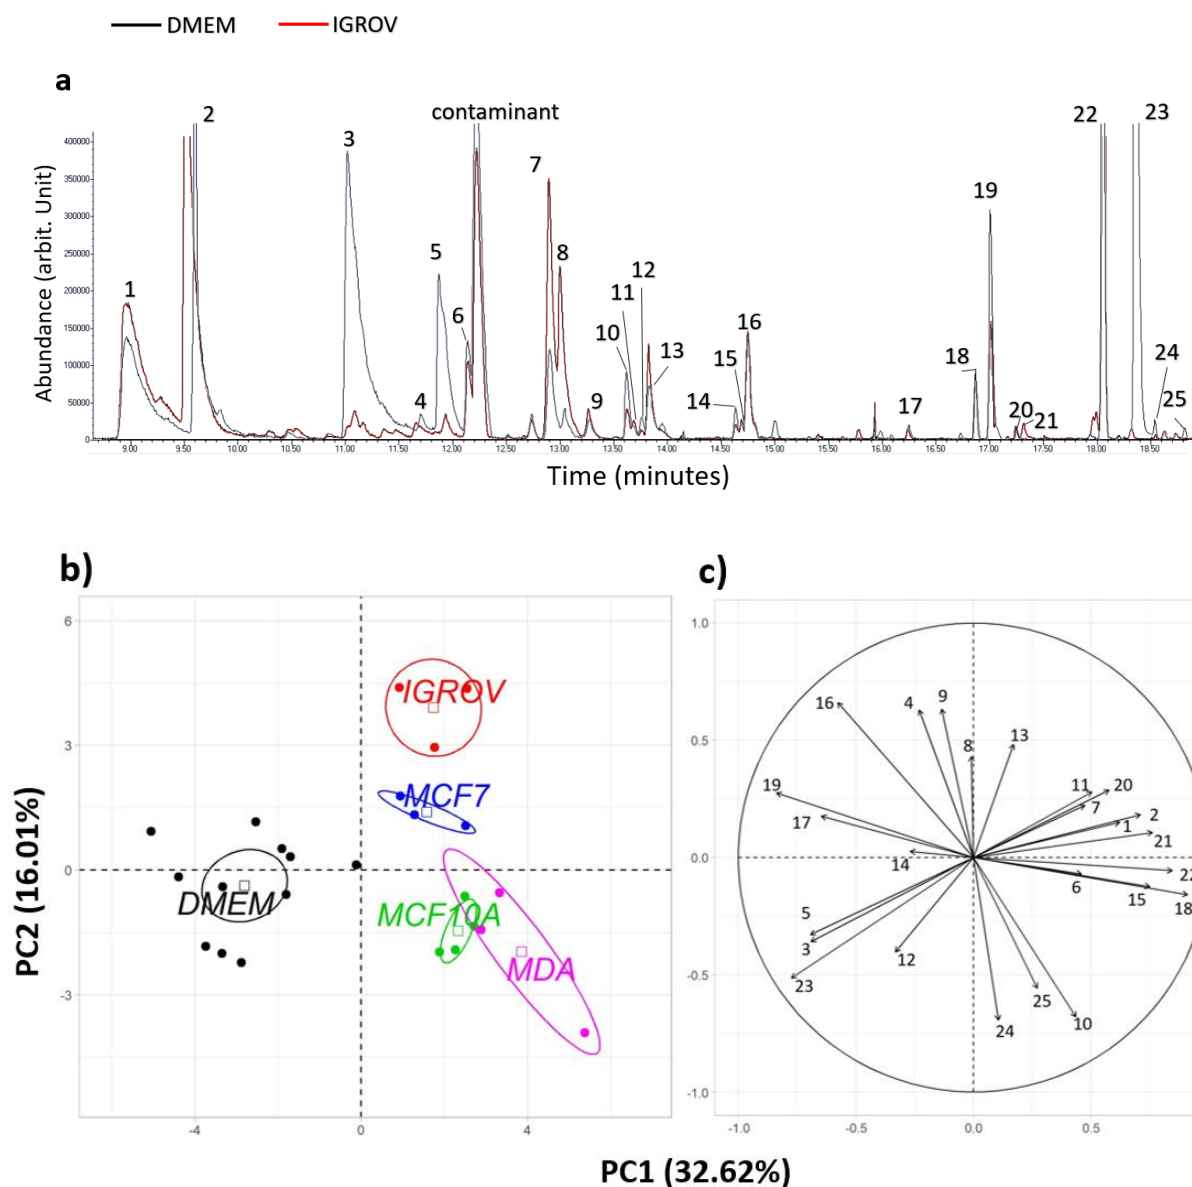 DMEM IGROV
a
contaminant
2 22 23
3
7
19
5 8
12
1 11
6 10 16
13 15 18 24
4 9 14 17 20 21 25
Abundance (arbit. Unit)
400000
350000
300000
250000
200000
150000
100000
50000
0
9.00 9.50 10.00 10.50 11.00 11.50 12.00 12.50 13.00 13.50 14.00 14.50 15.00 15.50 16.00 16.50 17.00 17.50 18.00 18.50
Time (minutes)
b)
6
3
0
-3
-4 0 4
IGROV
MCF7
DMEM
MCF10A
MDA
PC2 (16.01%)
c)
1.0
0.5
0.0
-0.5
-1.0
-1.0 -0.5 0.0 0.5
16 4 9
8 13
19 11 20
17 7 1 2
21
14
6 15 22
18
5
3
12
23
25
24 10
PC1 (32.62%)